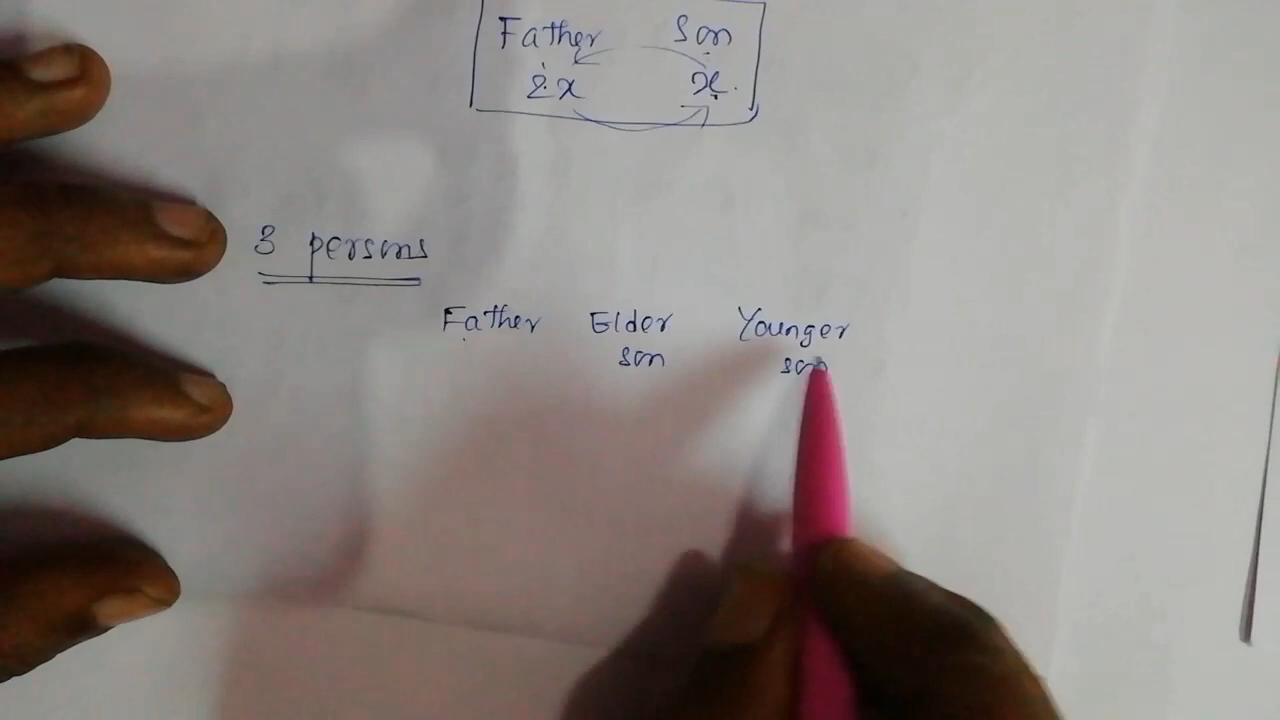 Father Son
2x x.
3 persons
Father Elder Younger
son son